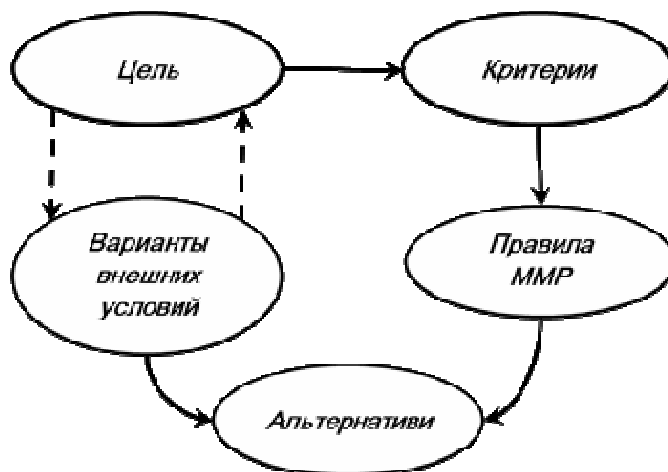 Цель
Критерии
Варианты
внешних
условий
Правила
ММР
Альтернативи